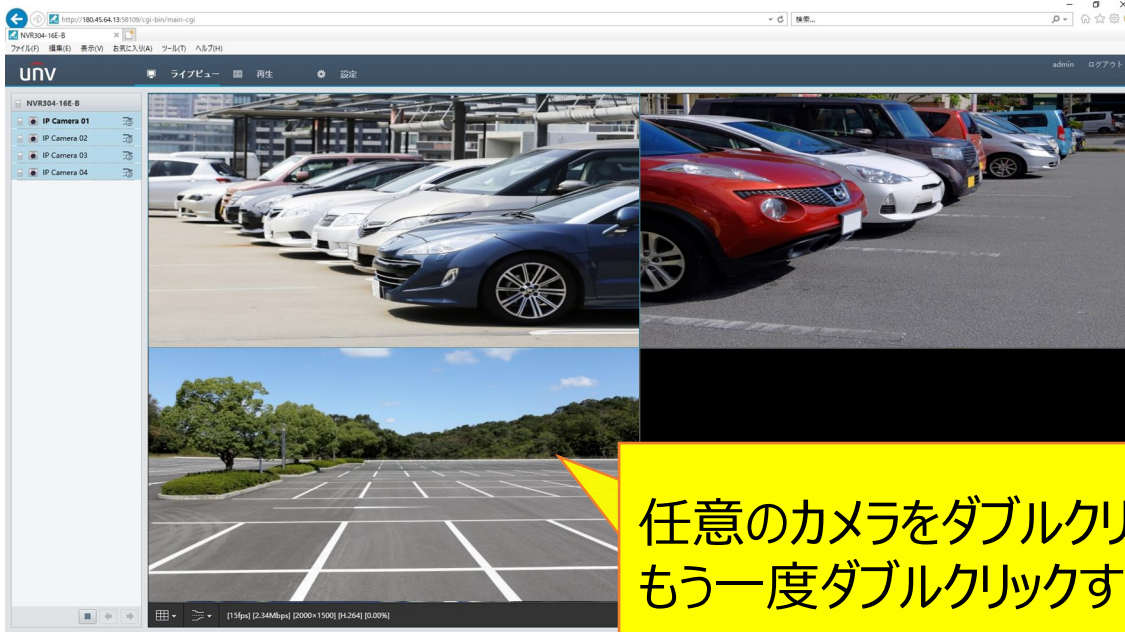 http://180.45.64.13:58109/cgi-bin/main-cgi
検索...
NVR304-16E-B
ファイル(F) 編集(E) 表示(V) お気に入り(A) ツール(T) ヘルプ(H)
unv
ライブビュー 再生 設定
admin ログアウト
NVR304-16E-B
IP Camera 01
IP Camera 02
IP Camera 03
IP Camera 04
任意のカメラをダブルクリ
もう一度ダブルクリックす
[15fps] [2.34Mbps] [2000×1500] [H.264] [0.00%]